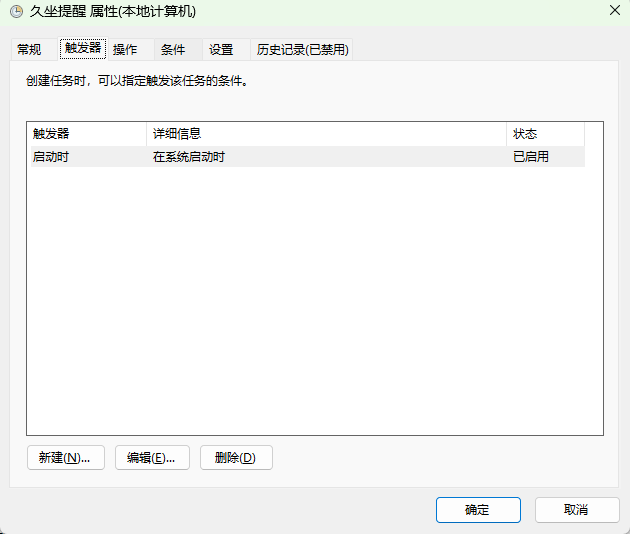 久坐提醒 属性(本地计算机)
常规 触发器 操作 条件 设置 历史记录(已禁用)
创建任务时，可以指定触发该任务的条件。
触发器 详细信息 状态
启动时 在系统启动时 已启用
新建(N)... 编辑(E)... 删除(D)
确定 取消